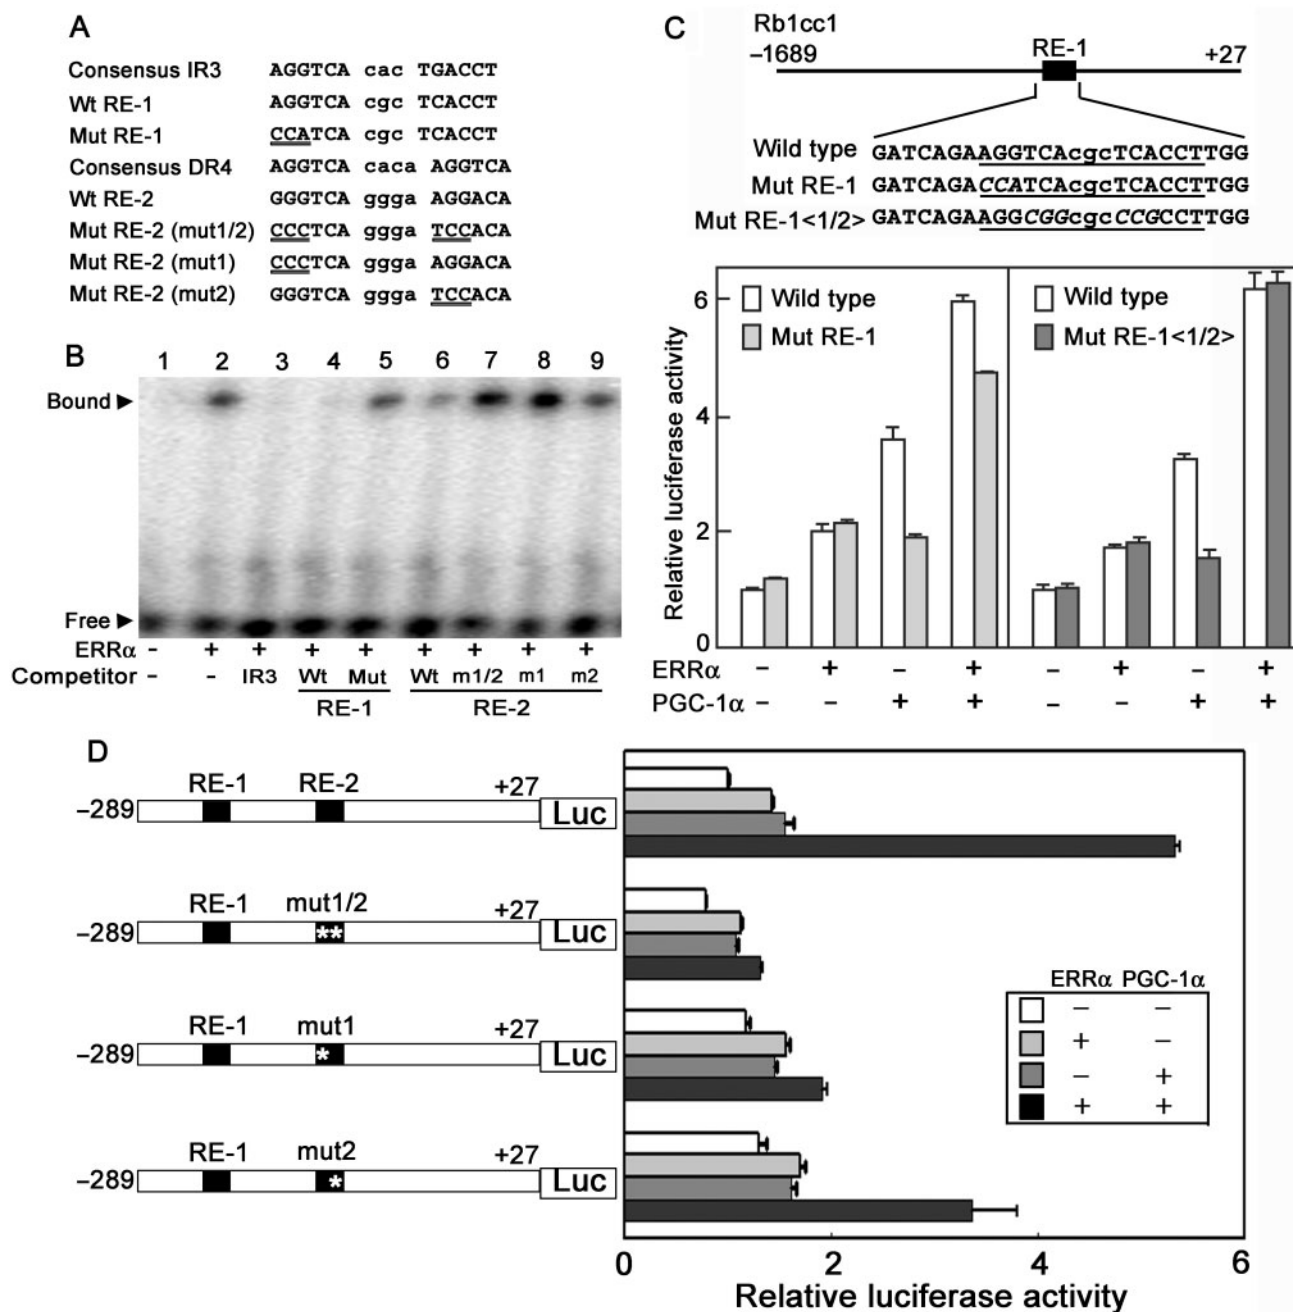 A
Consensus IR3 AGGTCA cac TGACCT
Wt RE-1 AGGTCA cgc TCACCT
Mut RE-1 CCATCA cgc TCACCT
Consensus DR4 AGGTCA caca AGGTCA
Wt RE-2 GGGTCA ggga AGGACA
Mut RE-2 (mut1/2) CCCTCA ggga TCCACA
Mut RE-2 (mut1) CCCTCA ggga AGGACA
Mut RE-2 (mut2) GGGTCA ggga TCCACA
B
1 2 3 4 5 6 7 8 9
Bound
Free
ERRα - + + + + + + + +
Competitor - - IR3 Wt Mut Wt m1/2 m1 m2
RE-1 RE-2
C
Rb1cc1
−1689 RE-1 +27
Wild type GATCAGAAGGTCAcgcTCACCTTGG
Mut RE-1 GATCAGACCATCAcgcTCACCTTGG
Mut RE-1<1/2> GATCAGAAGGCGGcgcCCGCCTTGG
Relative luciferase activity
6
4
2
0
Wild type
Mut RE-1
Wild type
Mut RE-1<1/2>
ERRα − + − + − + − +
PGC-1α − − + + − − + +
D
RE-1 RE-2
−289 +27 Luc
RE-1 mut1/2
−289 ** +27 Luc
RE-1 mut1
−289 * +27 Luc
RE-1 mut2
−289 * +27 Luc
ERRα PGC-1α
− −
+ −
− +
+ +
0 2 4 6
Relative luciferase activity